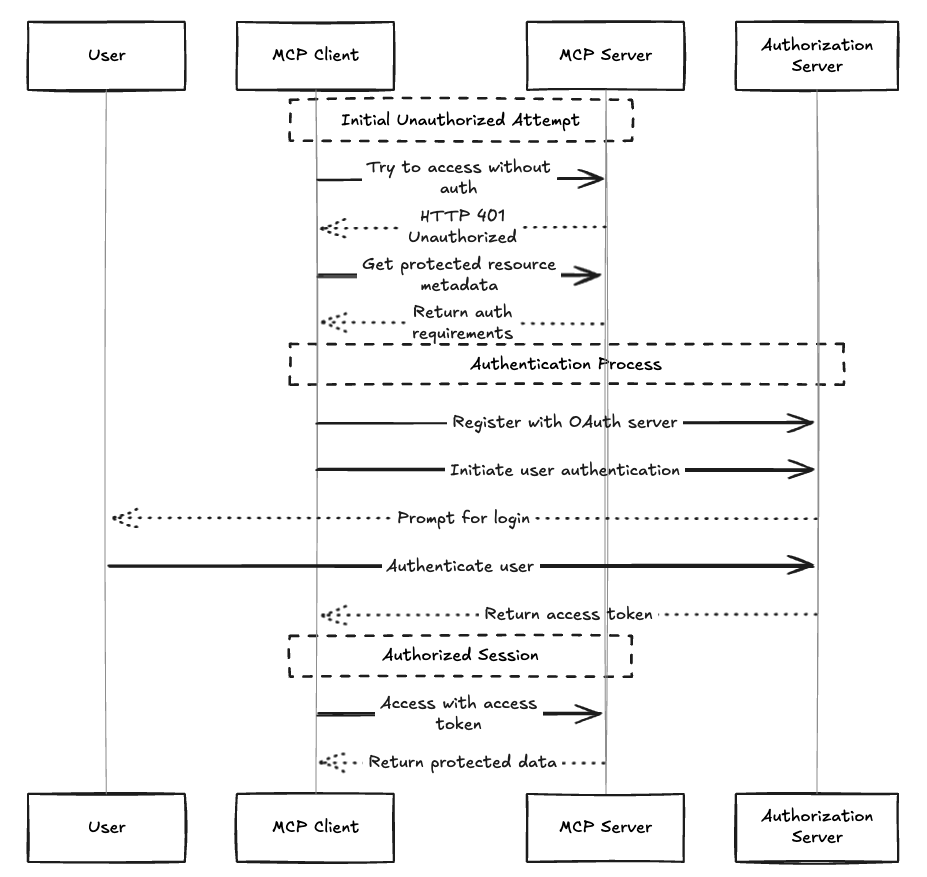 User
MCP Client
MCP Server
Authorization
Server
Initial Unauthorized Attempt
Try to access without
auth
HTTP 401
Unauthorized
Get protected resource
metadata
Return auth
requirements
Authentication Process
Register with OAuth server
Initiate user authentication
Prompt for login
Authenticate user
Return access token
Authorized Session
Access with access
token
Return protected data
User
MCP Client
MCP Server
Authorization
Server